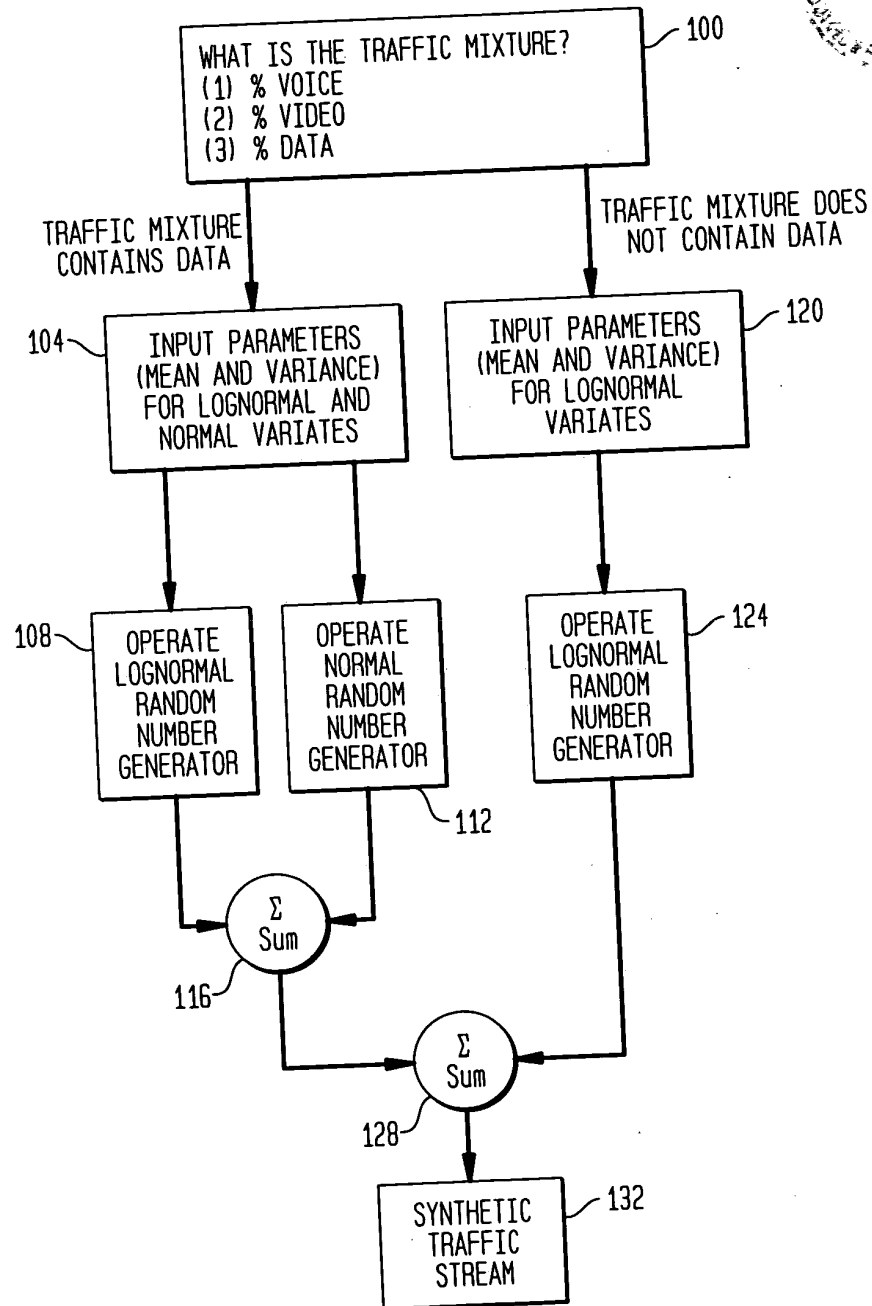 WHAT IS THE TRAFFIC MIXTURE?
(1) % VOICE
(2) % VIDEO
(3) % DATA
100
TRAFFIC MIXTURE
CONTAINS DATA
TRAFFIC MIXTURE DOES
NOT CONTAIN DATA
104
INPUT PARAMETERS
(MEAN AND VARIANCE)
FOR LOGNORMAL AND
NORMAL VARIATES
INPUT PARAMETERS
(MEAN AND VARIANCE)
FOR LOGNORMAL
VARIATES
120
108
OPERATE
LOGNORMAL
RANDOM
NUMBER
GENERATOR
OPERATE
NORMAL
RANDOM
NUMBER
GENERATOR
112
OPERATE
LOGNORMAL
RANDOM
NUMBER
GENERATOR
124
Σ
Sum
116
Σ
Sum
128
SYNTHETIC
TRAFFIC
STREAM
132